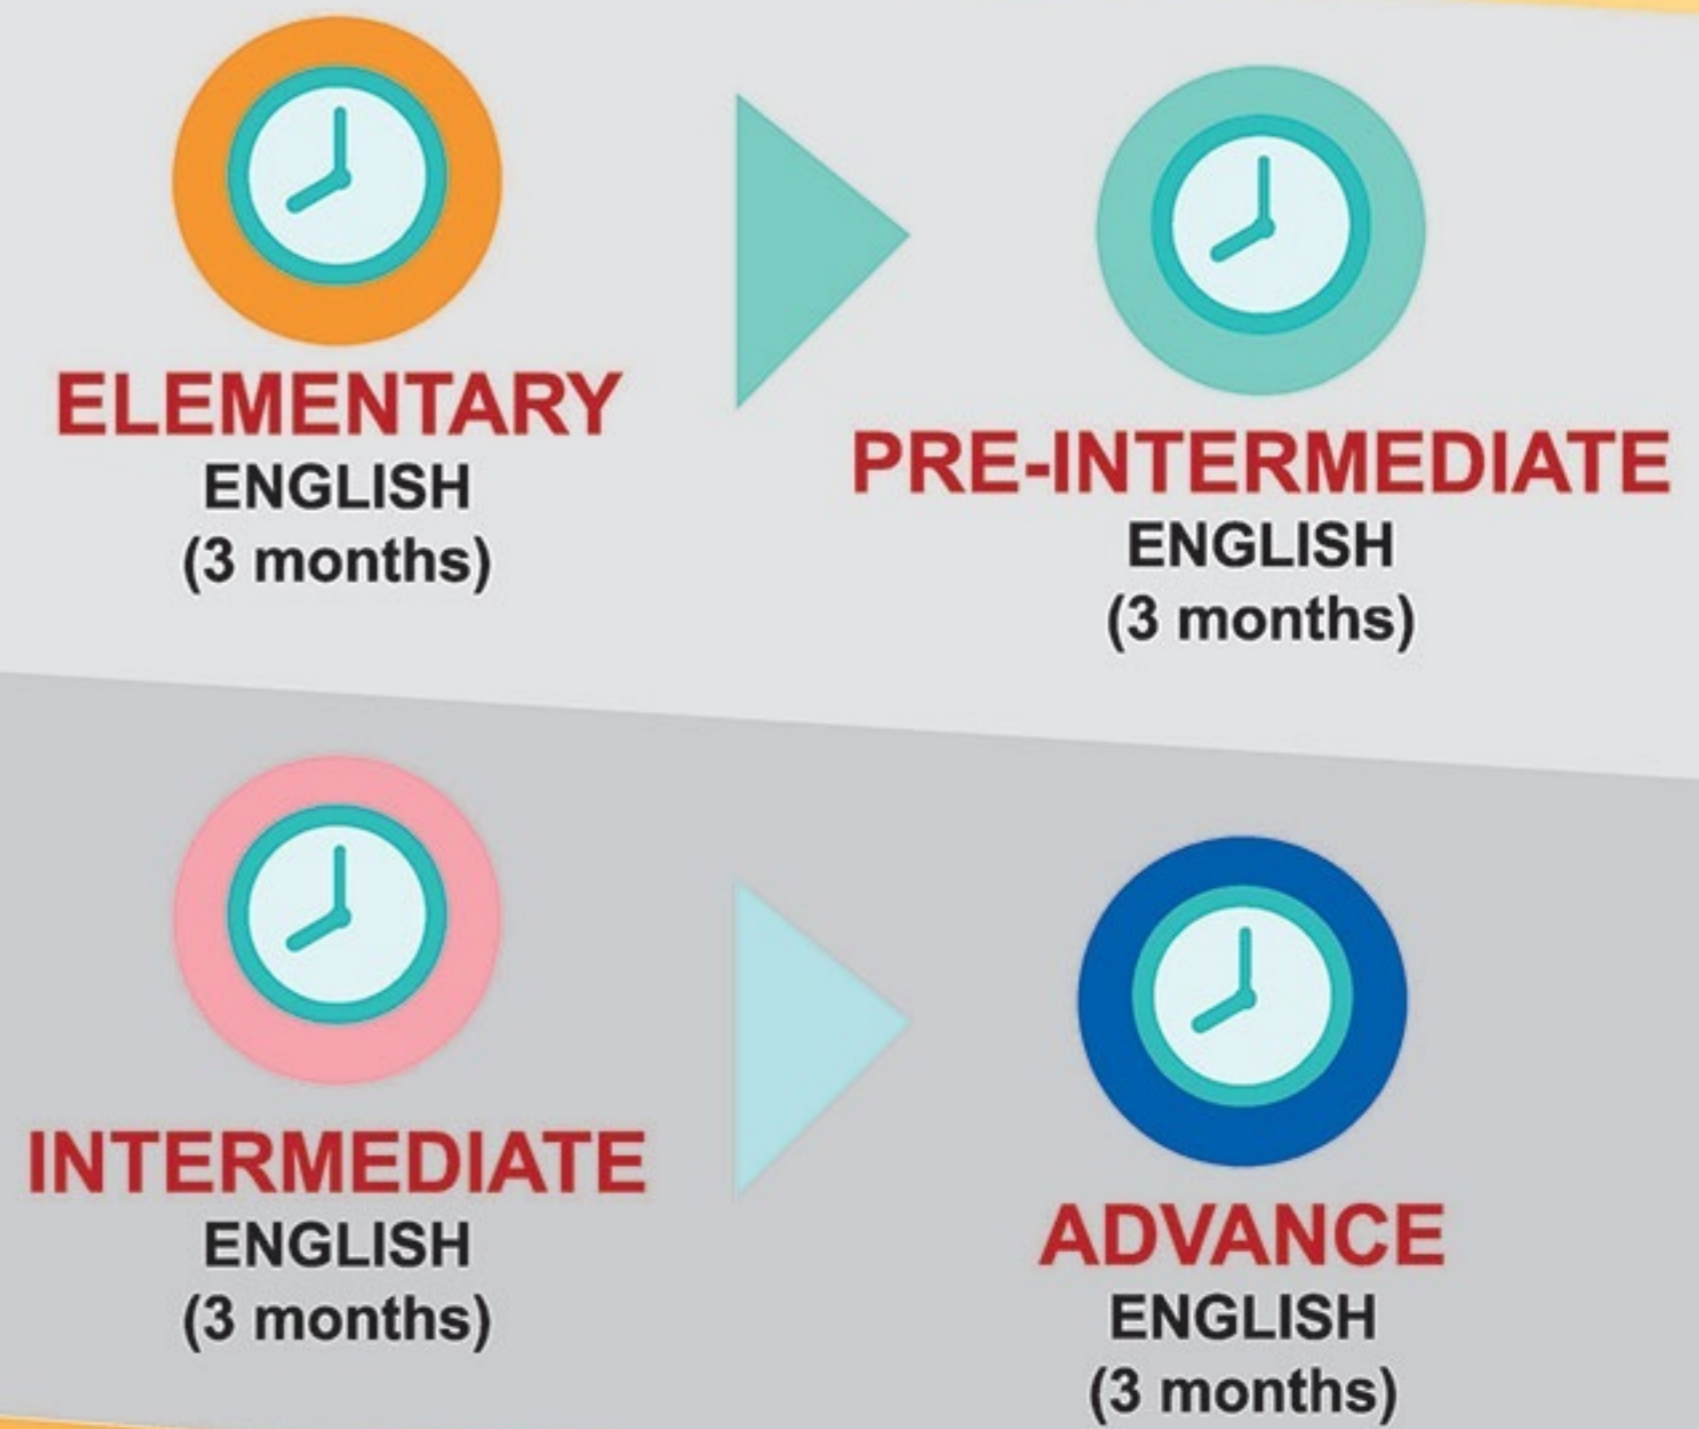 ELEMENTARY
ENGLISH
(3 months)
PRE-INTERMEDIATE
ENGLISH
(3 months)
INTERMEDIATE
ENGLISH
(3 months)
ADVANCE
ENGLISH
(3 months)